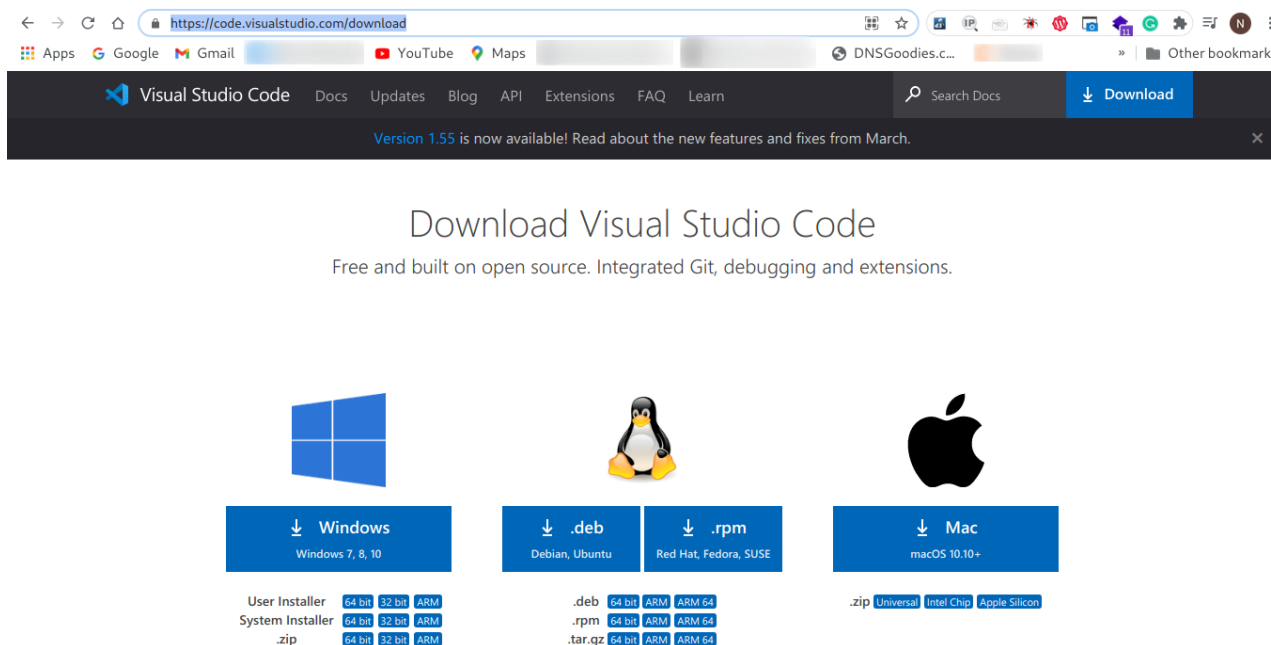 https://code.visualstudio.com/download
Apps Google Gmail YouTube Maps DNSGoodies.c... » Other bookmark
Visual Studio Code Docs Updates Blog API Extensions FAQ Learn Search Docs Download
Version 1.55 is now available! Read about the new features and fixes from March.
Download Visual Studio Code
Free and built on open source. Integrated Git, debugging and extensions.
Windows
Windows 7, 8, 10
User Installer 64 bit 32 bit ARM
System Installer 64 bit 32 bit ARM
.zip 64 bit 32 bit ARM
.deb
Debian, Ubuntu
.rpm
Red Hat, Fedora, SUSE
.deb 64 bit ARM ARM 64
.rpm 64 bit ARM ARM 64
.tar.gz 64 bit ARM ARM 64
Mac
macOS 10.10+
.zip Universal Intel Chip Apple Silicon
IP
11
G
N